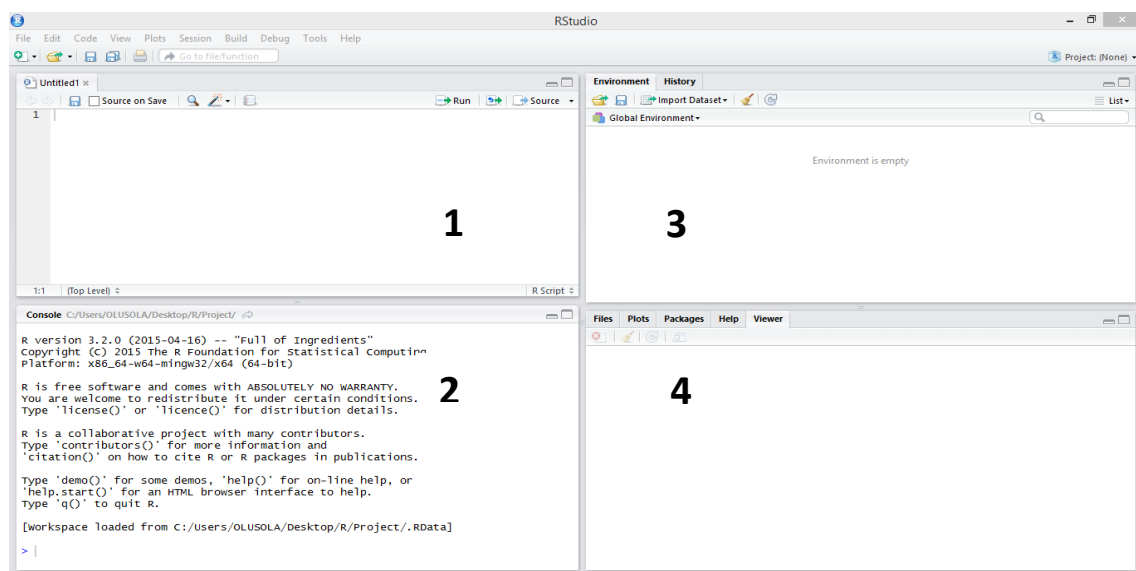 RStudio
File Edit Code View Plots Session Build Debug Tools Help
Go to file/function
Project: (None)
Untitled1
Source on Save
Run
Source
1
1
1:1 (Top Level)
R Script
Console C:/Users/OLUSOLA/Desktop/R/Project/
R version 3.2.0 (2015-04-16) -- "Full of Ingredients"
Copyright (C) 2015 The R Foundation for Statistical Computing
Platform: x86_64-w64-mingw32/x64 (64-bit)
R is free software and comes with ABSOLUTELY NO WARRANTY.
You are welcome to redistribute it under certain conditions.
Type 'license()' or 'licence()' for distribution details.
2
R is a collaborative project with many contributors.
Type 'contributors()' for more information and
'citation()' on how to cite R or R packages in publications.
Type 'demo()' for some demos, 'help()' for on-line help, or
'help.start()' for an HTML browser interface to help.
Type 'q()' to quit R.
[Workspace loaded from C:/Users/OLUSOLA/Desktop/R/Project/.RData]
>
Environment History
Import Dataset
List
Global Environment
Environment is empty
3
Files Plots Packages Help Viewer
4